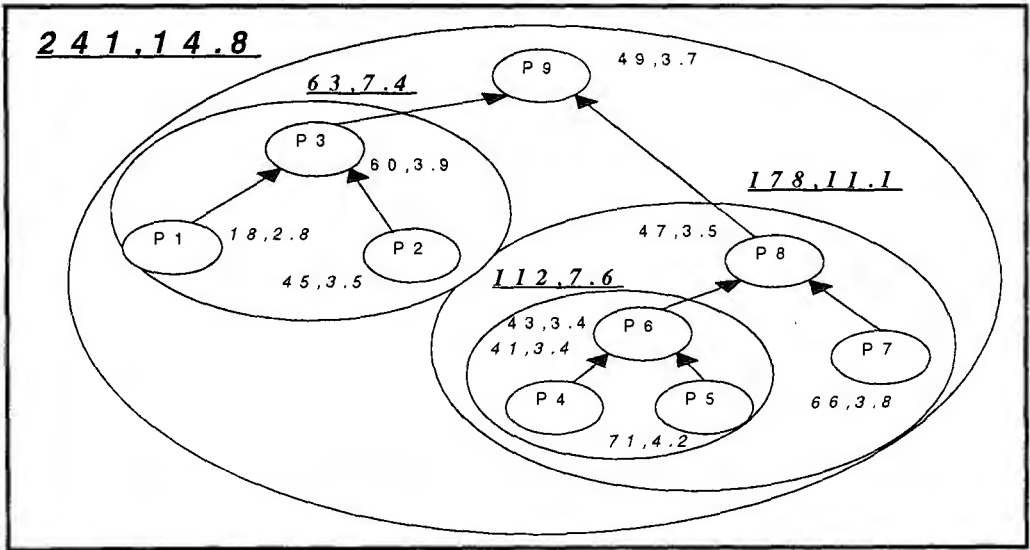 241,14.8
P9
49,3.7
63,7.4
P3
60,3.9
178,11.1
P1
18,2.8
P2
45,3.5
47,3.5
P8
112,7.6
43,3.4
P6
41,3.4
P7
P4
P5
66,3.8
71,4.2